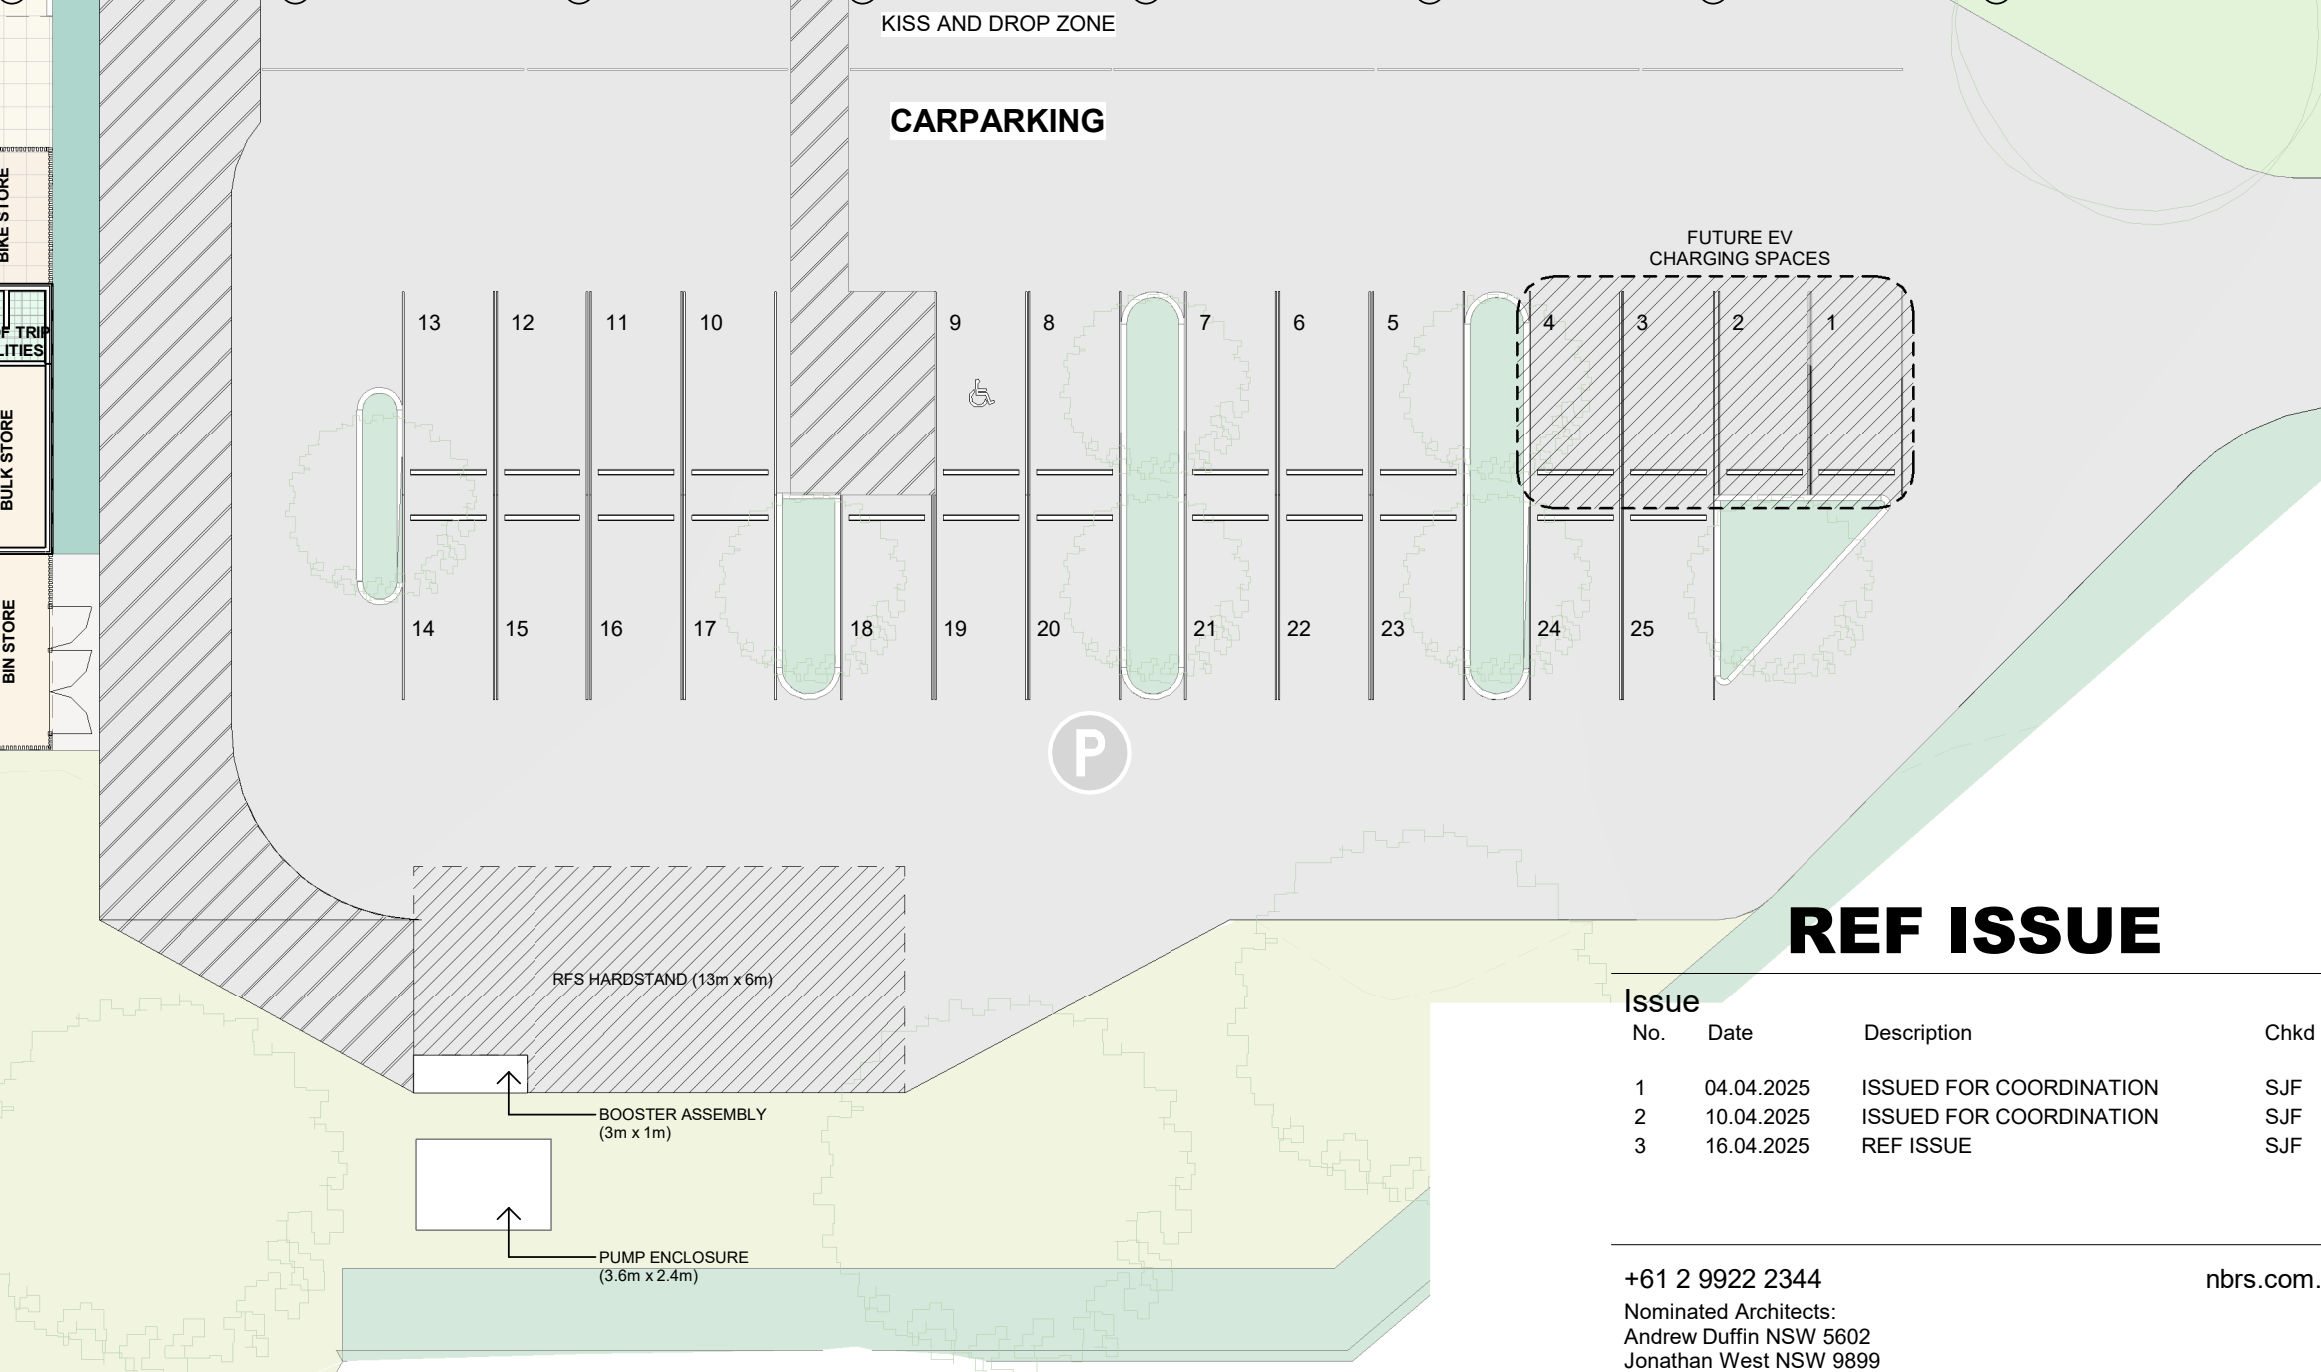 KISS AND DROP ZONE
CARPARKING
BIKE STORE
F TRIP
LITIES
BULK STORE
BIN STORE
FUTURE EV
CHARGING SPACES
13 12 11 10 9 8 7 6 5 4 3 2 1
14 15 16 17 18 19 20 21 22 23 24 25
P
RFS HARDSTAND (13m x 6m)
BOOSTER ASSEMBLY
(3m x 1m)
PUMP ENCLOSURE
(3.6m x 2.4m)
REF ISSUE
Issue
No. Date Description Chkd
1 04.04.2025 ISSUED FOR COORDINATION SJF
2 10.04.2025 ISSUED FOR COORDINATION SJF
3 16.04.2025 REF ISSUE SJF
+61 2 9922 2344 nbrs.com.
Nominated Architects:
Andrew Duffin NSW 5602
Jonathan West NSW 9899